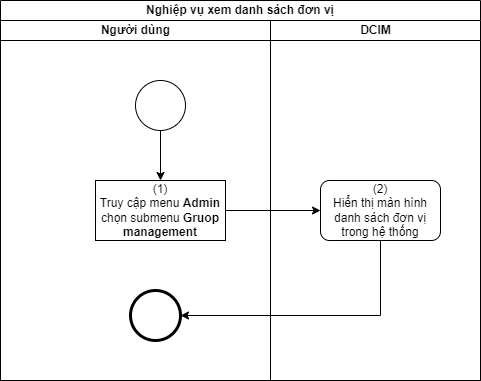 Nghiệp vụ xem danh sách đơn vị
Người dùng
DCIM
(1)
Truy cập menu Admin
chọn submenu Gruop
management
(2)
Hiển thị màn hình
danh sách đơn vị
trong hệ thống